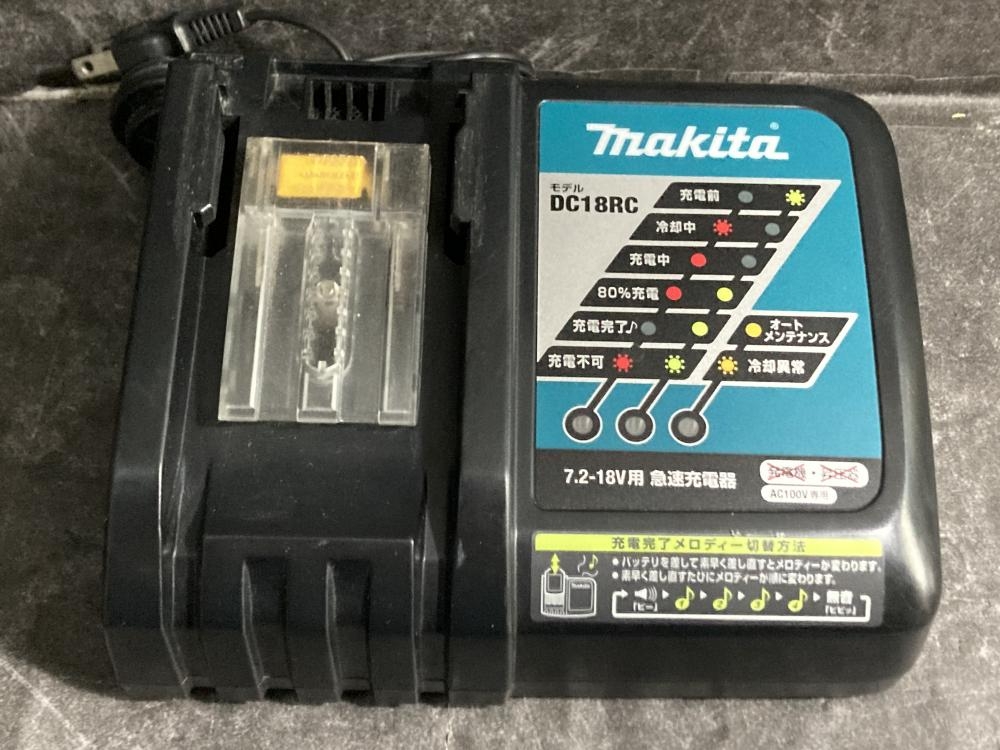 makita
モデル
DC18RC
充電前
冷却中
充電中
80%充電
充電完了♪
オート
メンテナンス
充電不可
冷却異常
7.2-18V用 急速充電器
AC100V専用
充電完了メロディー切替方法
● バッテリを差して素早く差し直すとメロディーが変わります。
● 素早く差し直すたびにメロディーが順に変わります。
makita
1 2 3 4 無音
「ピー」 「ピピッ」